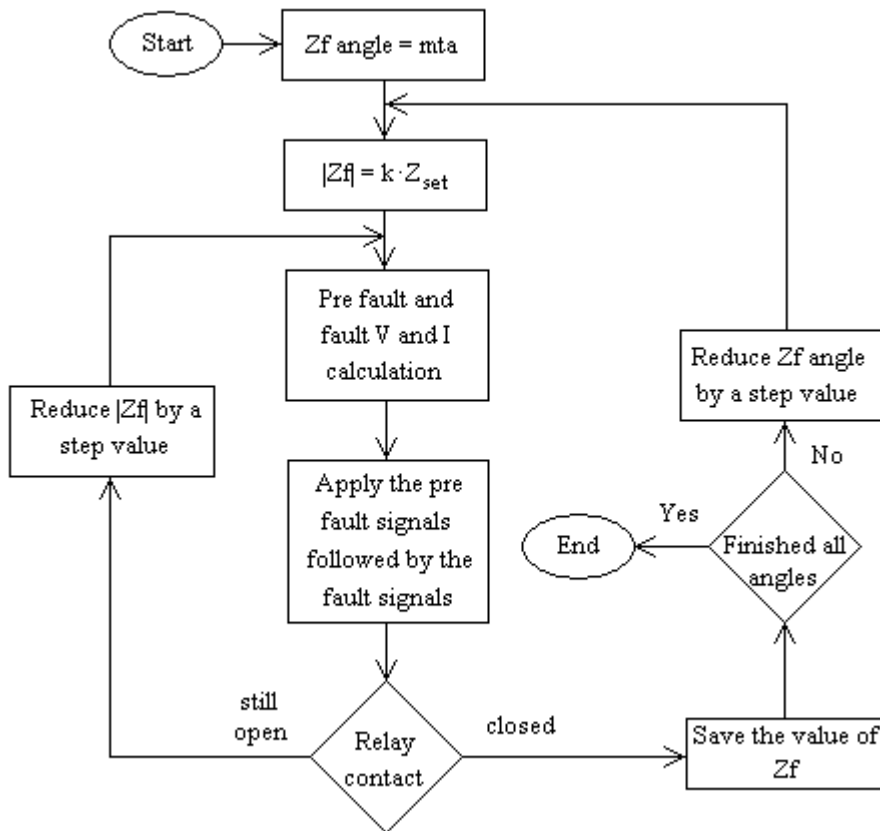 Start
Zf angle = mta
|Zf| = k · Zset
Pre fault and
fault V and I
calculation
Reduce |Zf| by a
step value
Reduce Zf angle
by a step value
Apply the pre
fault signals
followed by the
fault signals
No
Yes
End
Finished all
angles
still
open
Relay
contact
closed
Save the value of
Zf